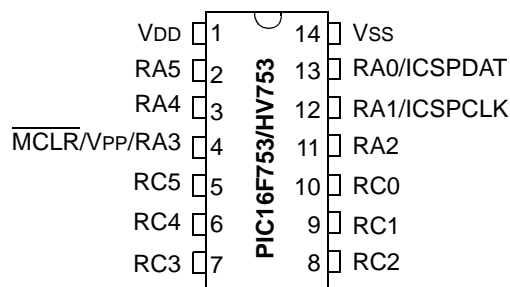 VDD 1 14 VSS
RA5 2 13 RA0/ICSPDAT
RA4 3 12 RA1/ICSPCLK
MCLR/VPP/RA3 4 11 RA2
RC5 5 10 RC0
RC4 6 9 RC1
RC3 7 8 RC2
PIC16F753/HV753